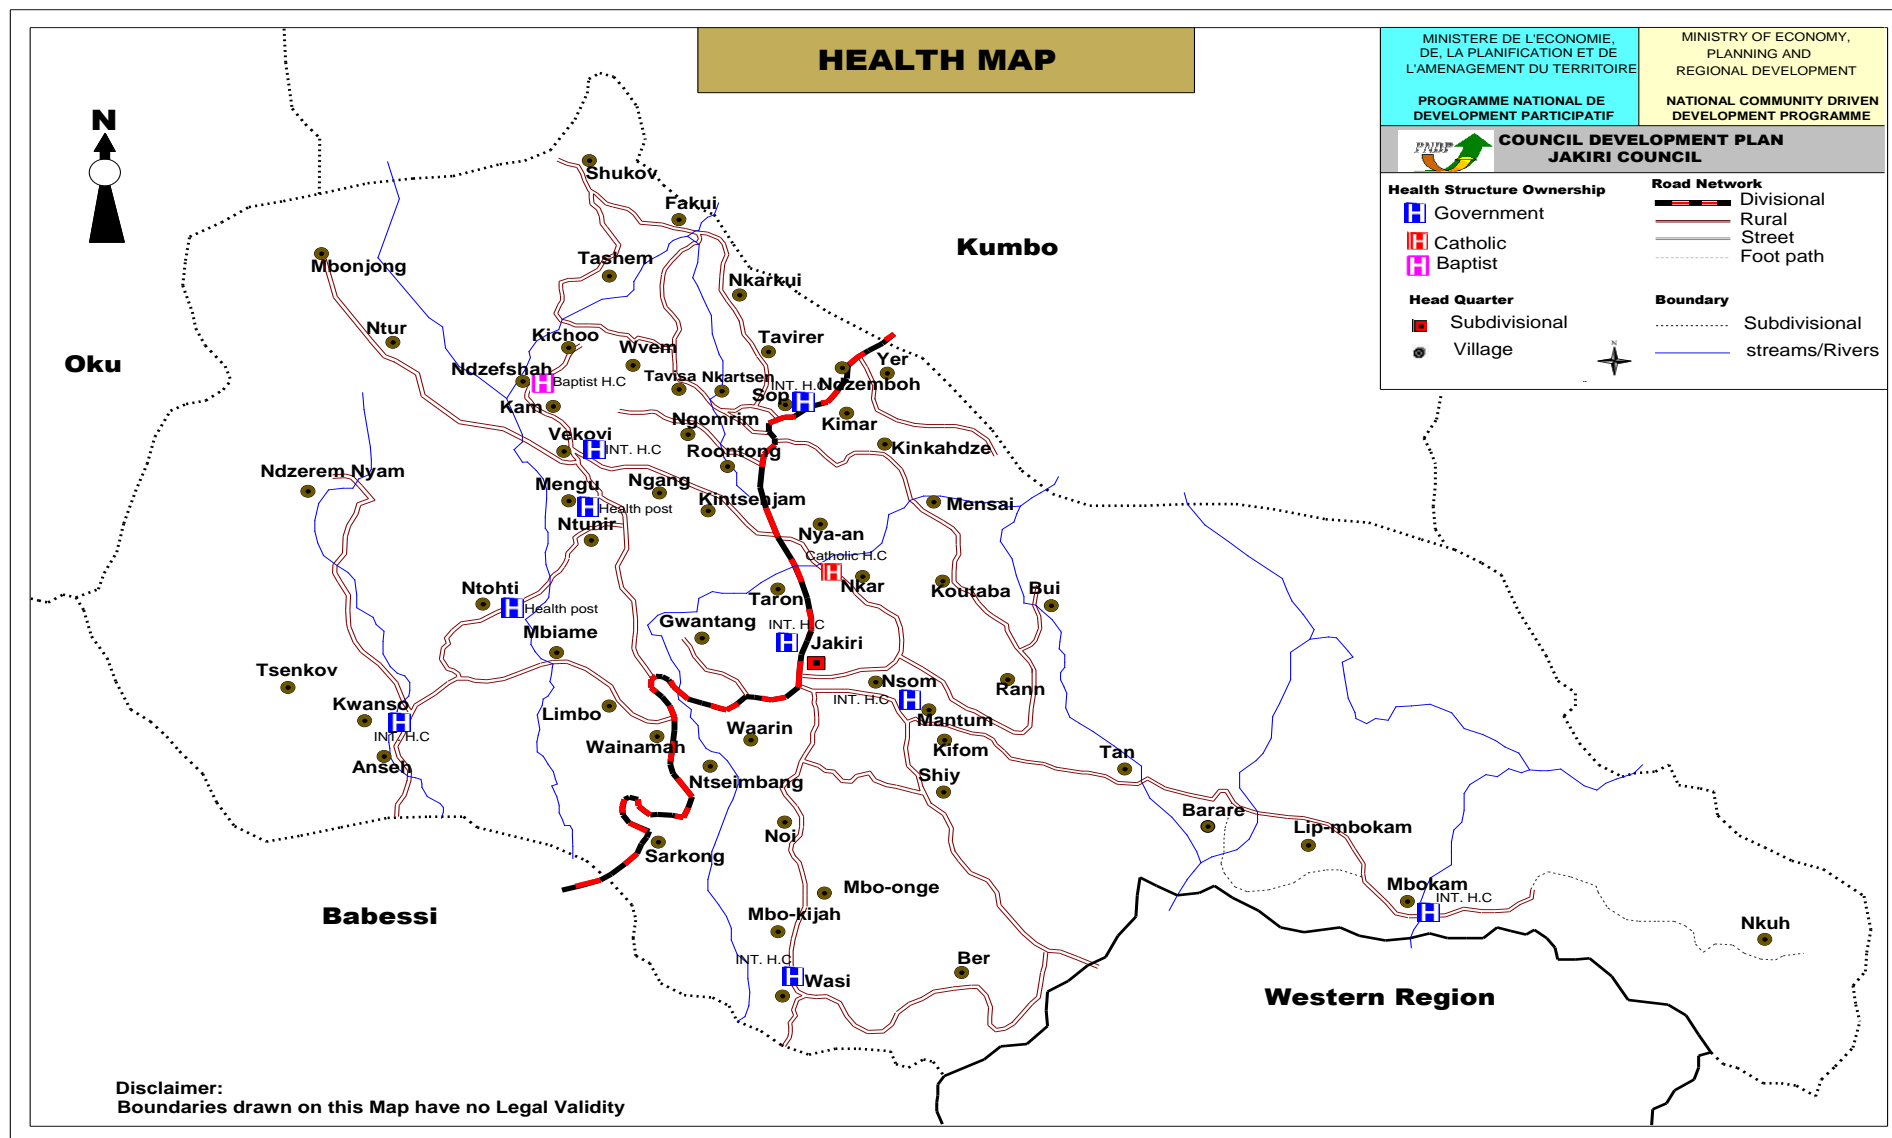 HEALTH MAP
MINISTERE DE L'ECONOMIE,
DE, LA PLANIFICATION ET DE
L'AMENAGEMENT DU TERRITOIRE
PROGRAMME NATIONAL DE
DEVELOPMENT PARTICIPATIF
MINISTRY OF ECONOMY,
PLANNING AND
REGIONAL DEVELOPMENT
NATIONAL COMMUNITY DRIVEN
DEVELOPMENT PROGRAMME
PNDP
COUNCIL DEVELOPMENT PLAN
JAKIRI COUNCIL
Health Structure Ownership
H Government
H Catholic
H Baptist
Head Quarter
Subdivisional
Village
Road Network
Divisional
Rural
Street
Foot path
Boundary
Subdivisional
streams/Rivers
N
N
Shukov
Fakui
Kumbo
Mbonjong
Tashem
Nkarkui
Ntur
Kichoo
Wvem
Tavirer
Yer
Oku
Ndzefshah
H Baptist H.C
Tavisa
Nkartsen
INT. H.C
Ndzemboh
Sop
H
Kam
Ngomrim
Kimar
Vekovi
H INT. H.C
Roontong
Kinkahdze
Ndzerem Nyam
Mengu
Ngang
Kintsenjam
Mensai
H Health post
Ntunir
Nya-an
Catholic H.C
H
Nkar
Ntohti
H Health post
Taron
Koutaba
Bui
Mbiame
Gwantang
INT. H.C
H
Jakiri
Tsenkov
Nsom
Rann
Kwanso
H
INT. H.C
Limbo
INT. H.C
H
Mantum
Waarin
Wainamah
Kifom
Tan
Anseh
Ntseimbang
Shiy
Barare
Lip-mbokam
Noi
Sarkong
Mbo-onge
Mbokam
INT. H.C
H
Babessi
Mbo-kijah
Nkuh
INT. H.C
H
Wasi
Ber
Western Region
Disclaimer:
Boundaries drawn on this Map have no Legal Validity